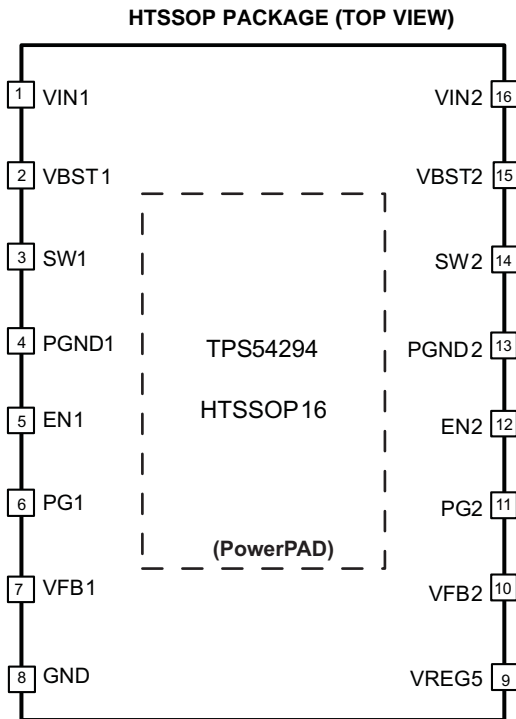 HTSSOP PACKAGE (TOP VIEW)
1 VIN1
VIN2 16
2 VBST1
VBST2 15
3 SW1
SW2 14
4 PGND1
PGND2 13
5 EN1
EN2 12
6 PG1
PG2 11
7 VFB1
VFB2 10
8 GND
VREG5 9
TPS54294
HTSSOP16
(PowerPAD)